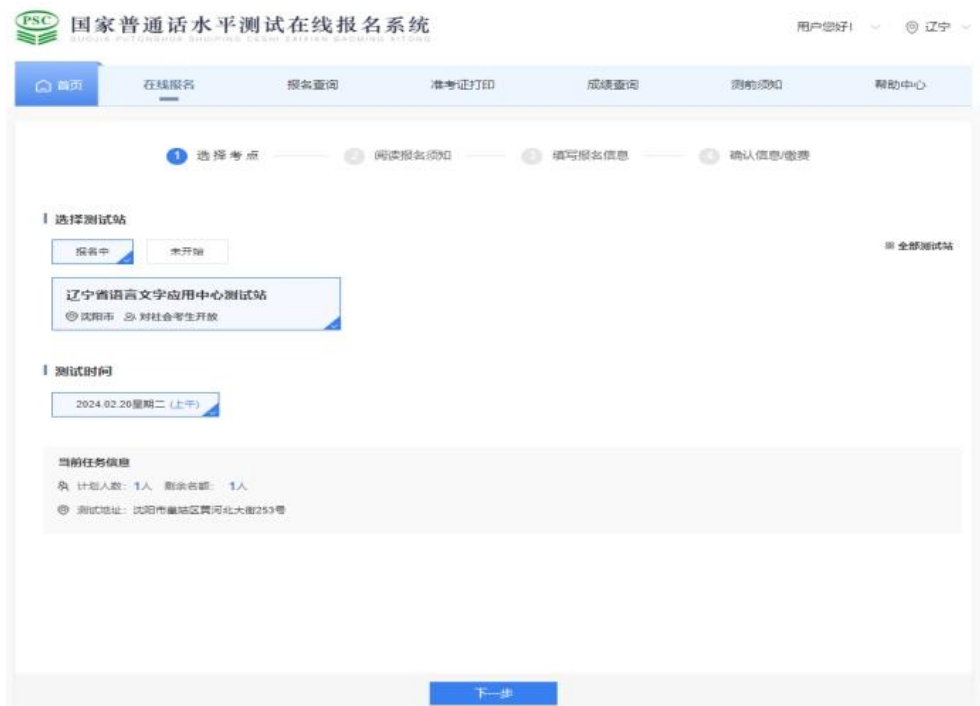 PSC
国家普通话水平测试在线报名系统
GUOJIA PUTONGHUA SHUIPING CESHI ZAIXIAN BAOMING XITONG
用户您好!
辽宁
首页
在线报名
报名查询
准考证打印
成绩查询
测前须知
帮助中心
1 选择考点
2 阅读报名须知
3 填写报名信息
4 确认信息/缴费
选择测试站
报名中
未开始
全部测试站
辽宁省语言文字应用中心测试站
沈阳市 对社会考生开放
测试时间
2024.02.20星期二 (上午)
当前任务信息
计划人数: 1人 剩余名额: 1人
测试地址: 沈阳市皇姑区黄河北大街253号
下一步